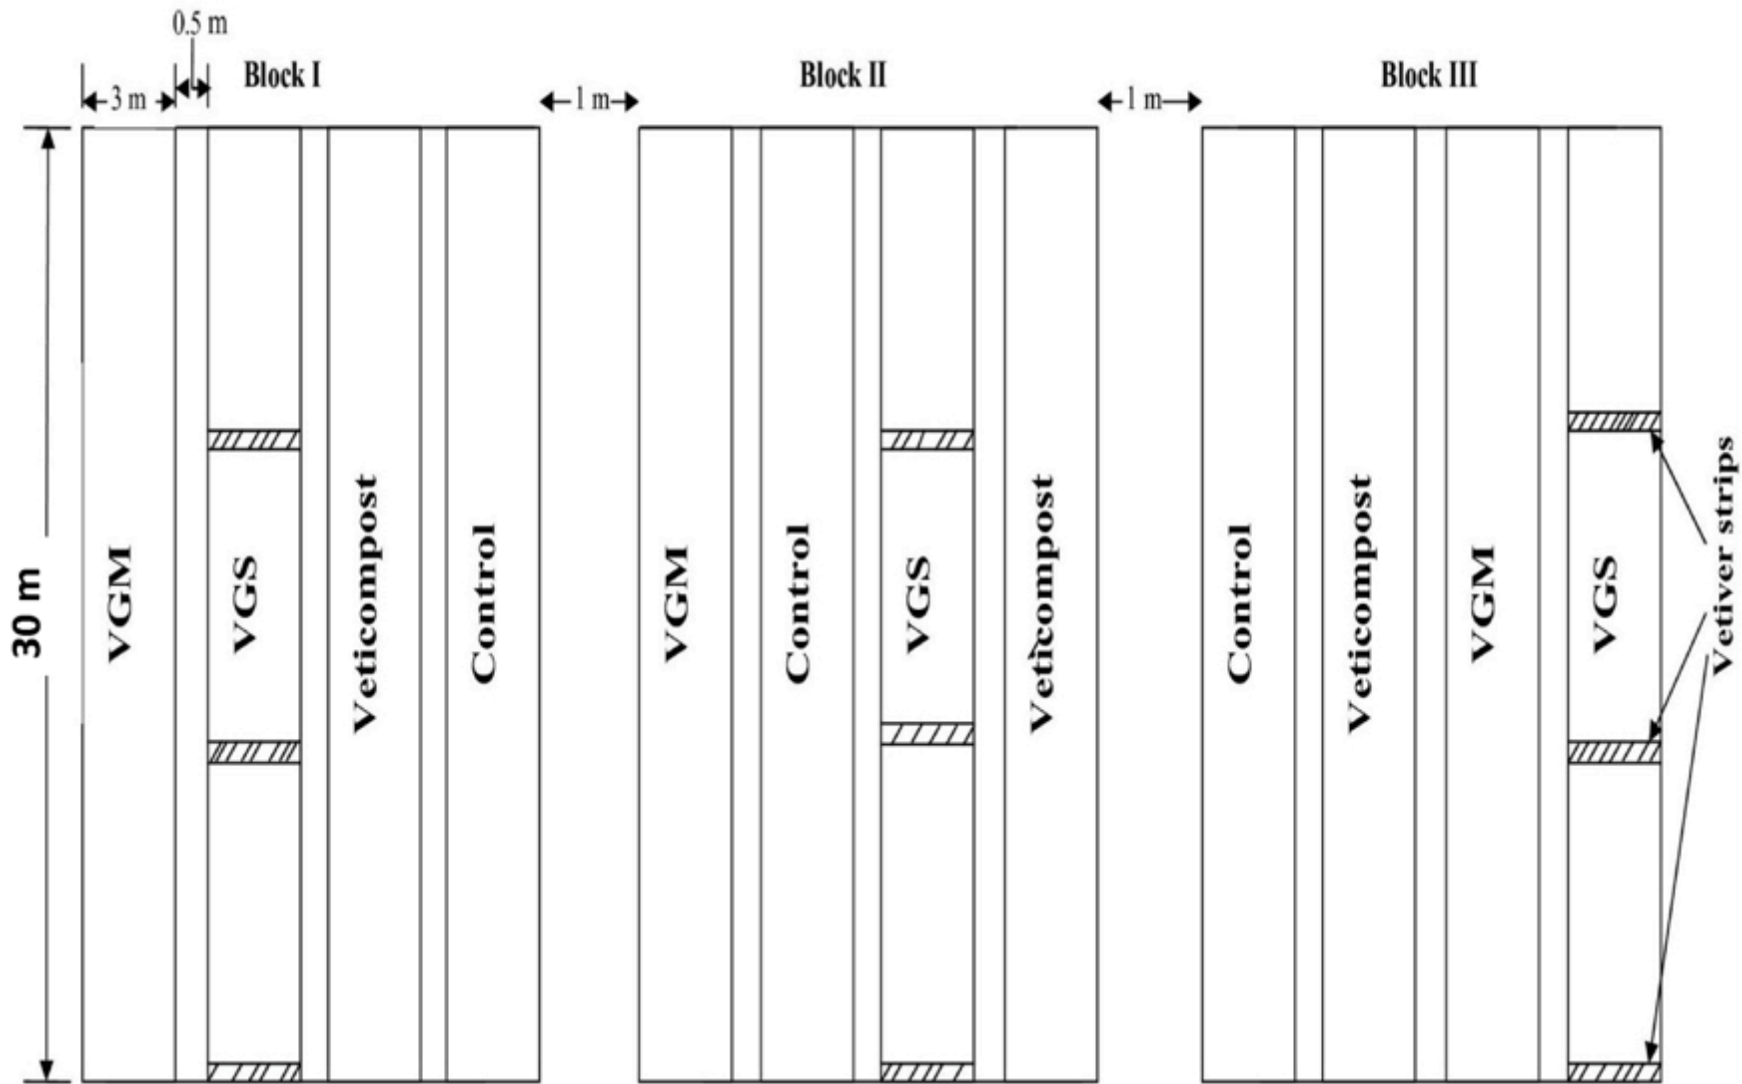 0.5 m
Block I
Block II
Block III
3 m
1 m
1 m
30 m
VGM
VGS
Veticompost
Control
VGM
Control
VGS
Veticompost
Control
Veticompost
VGM
VGS
Vetiver strips